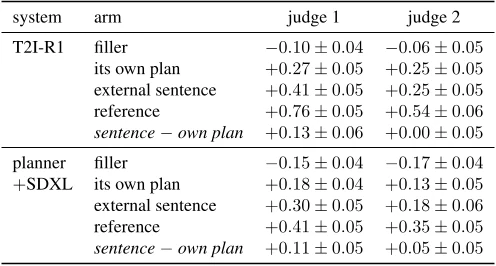 system arm judge 1 judge 2
T2I-R1 filler −0.10 ± 0.04 −0.06 ± 0.05
its own plan +0.27 ± 0.05 +0.25 ± 0.05
external sentence +0.41 ± 0.05 +0.25 ± 0.05
reference +0.76 ± 0.05 +0.54 ± 0.06
sentence − own plan +0.13 ± 0.06 +0.00 ± 0.05
planner filler −0.15 ± 0.04 −0.17 ± 0.04
+SDXL its own plan +0.18 ± 0.04 +0.13 ± 0.05
external sentence +0.30 ± 0.05 +0.18 ± 0.06
reference +0.41 ± 0.05 +0.35 ± 0.05
sentence − own plan +0.11 ± 0.05 +0.05 ± 0.05